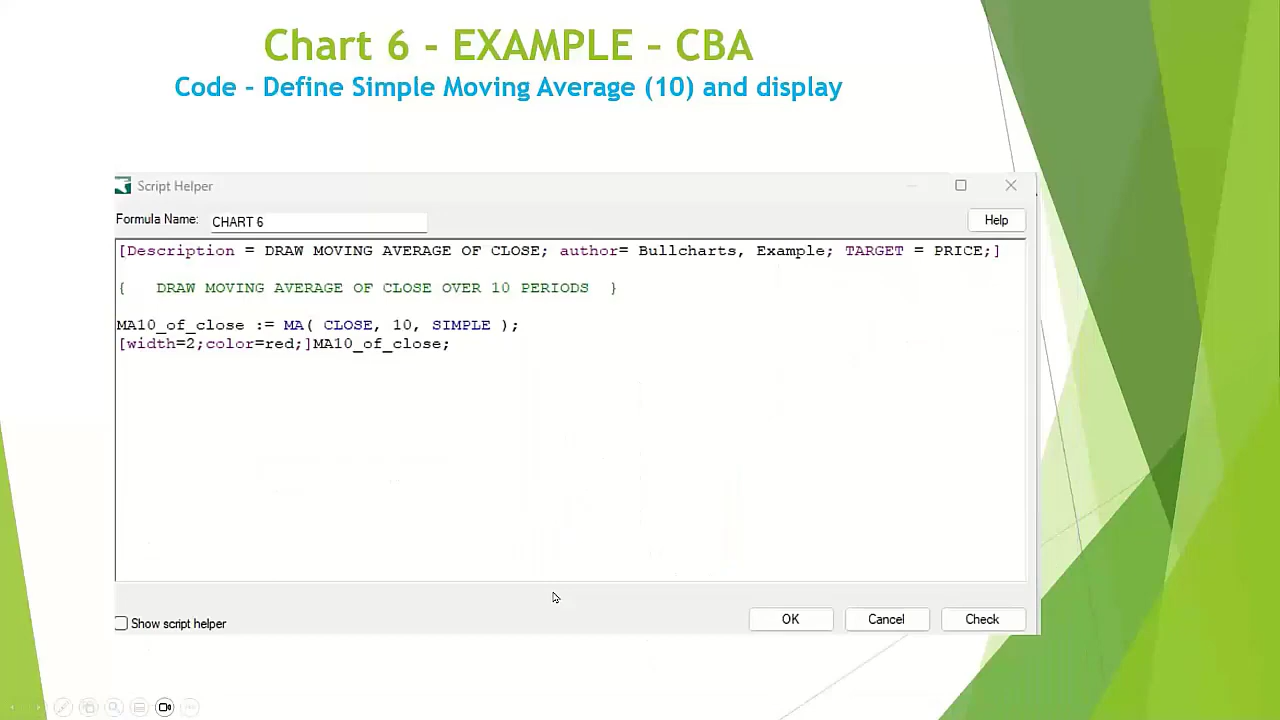 Chart 6 - EXAMPLE – CBA
Code – Define Simple Moving Average (10) and display
Script Helper
Formula Name: CHART 6
Help
[Description = DRAW MOVING AVERAGE OF CLOSE; author= Bullcharts, Example; TARGET = PRICE;]
{ DRAW MOVING AVERAGE OF CLOSE OVER 10 PERIODS }
MA10_of_close := MA( CLOSE, 10, SIMPLE );
[width=2;color=red;]MA10_of_close;
Show script helper
OK Cancel Check